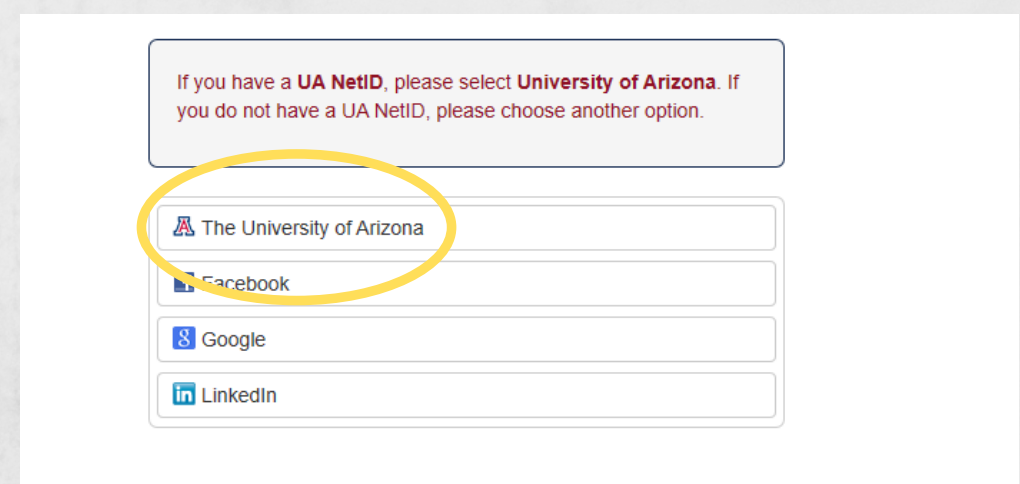 If you have a UA NetID, please select University of Arizona. If
you do not have a UA NetID, please choose another option.
The University of Arizona
Facebook
Google
LinkedIn